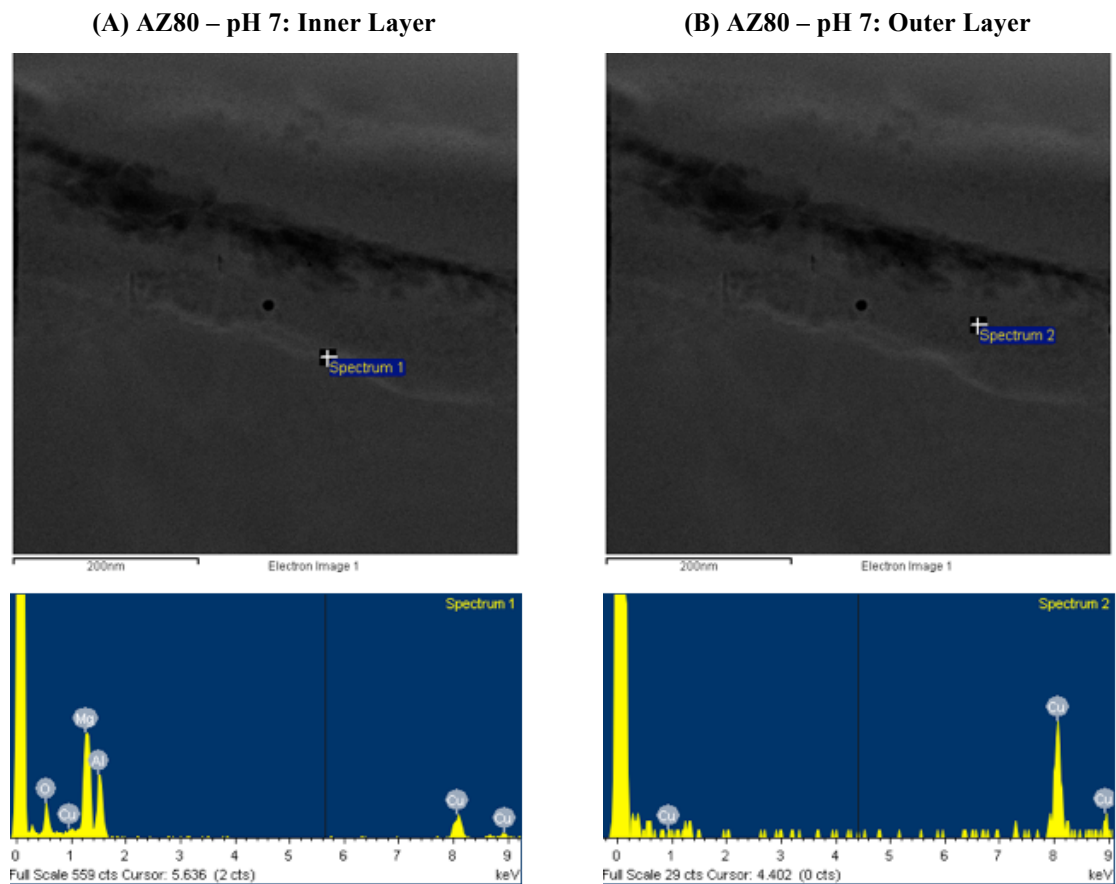 (A) AZ80 – pH 7: Inner Layer
(B) AZ80 – pH 7: Outer Layer
Spectrum 1
Spectrum 2
200nm
Electron Image 1
200nm
Electron Image 1
Spectrum 1
Mg
Al
O
Cu
Cu
Cu
0 1 2 3 4 5 6 7 8 9
Full Scale 559 cts Cursor: 5.636 (2 cts)
keV
Spectrum 2
Cu
Cu
Cu
0 1 2 3 4 5 6 7 8 9
Full Scale 29 cts Cursor: 4.402 (0 cts)
keV